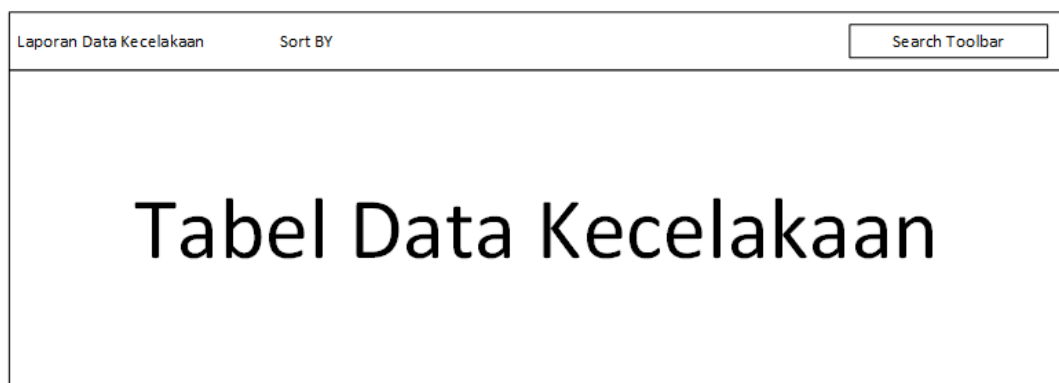 Laporan Data Kecelakaan Sort BY Search Toolbar
Tabel Data Kecelakaan